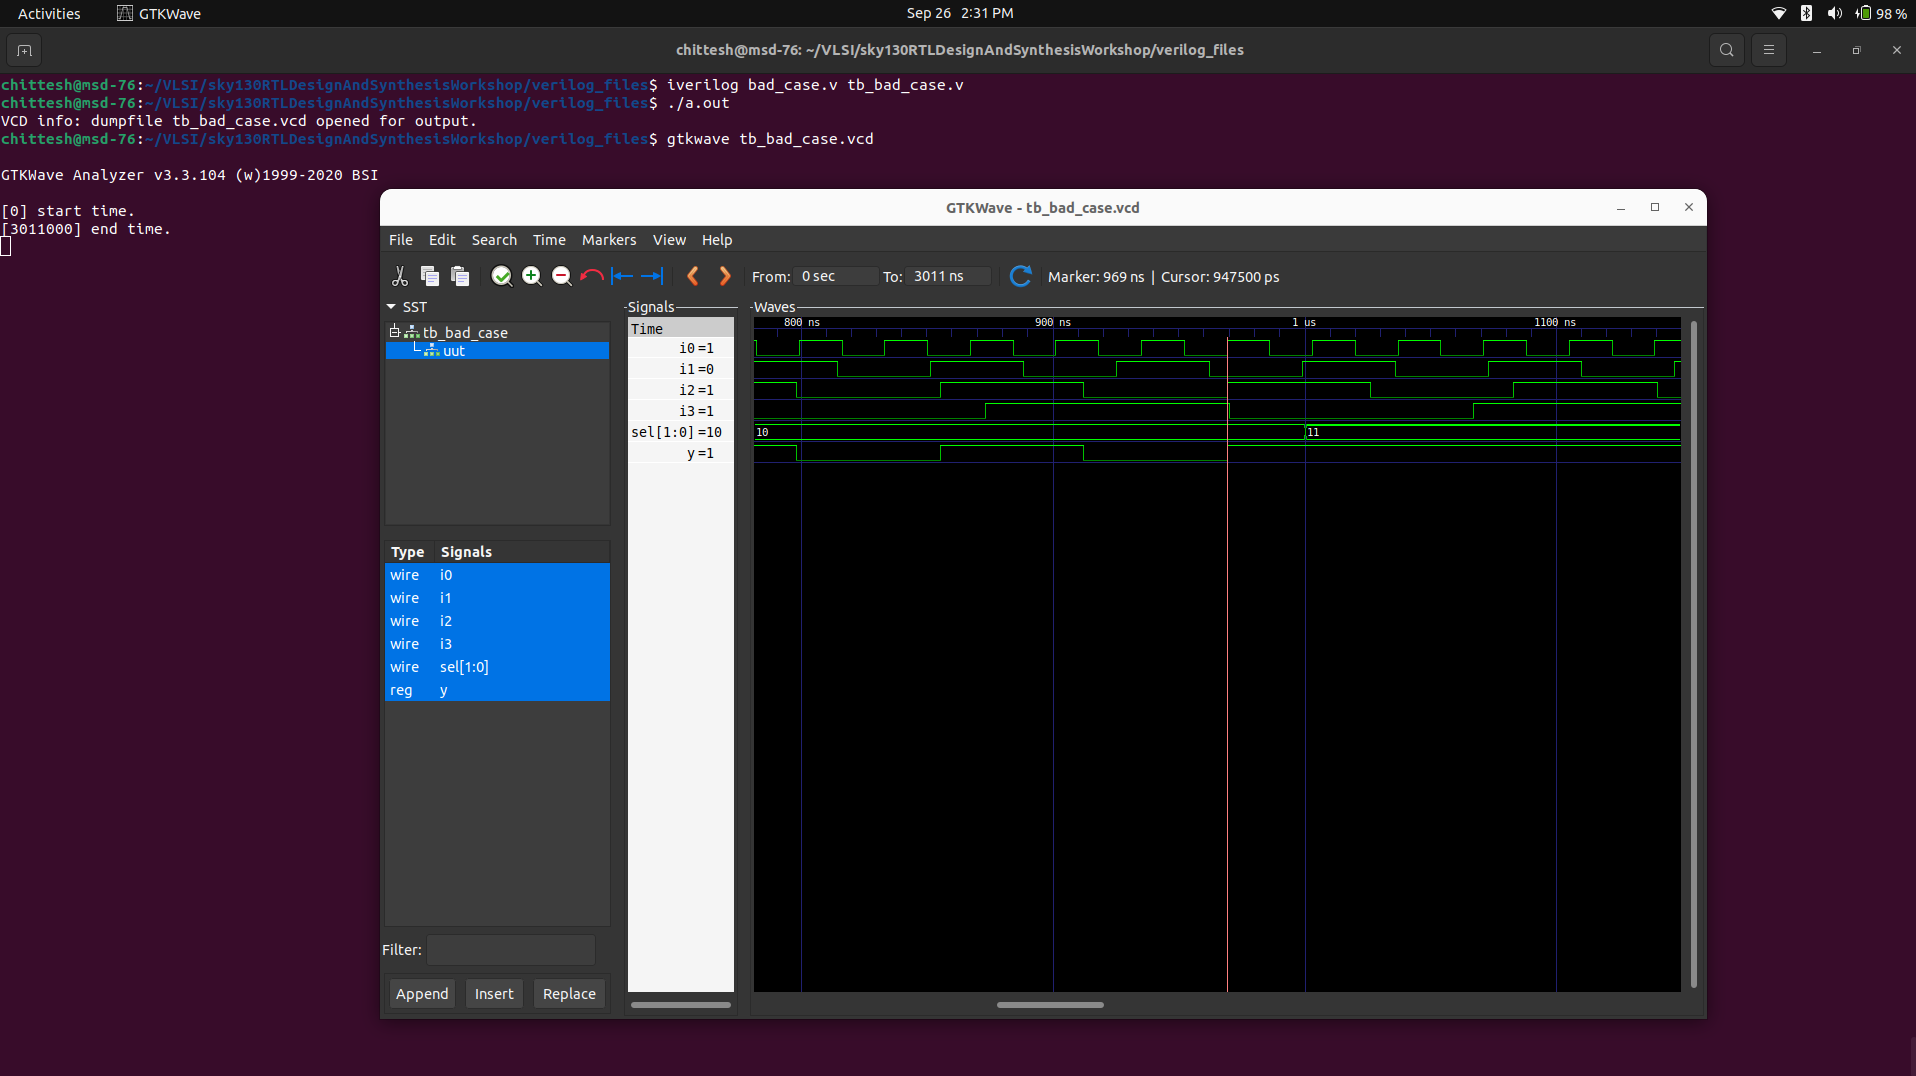 Activities GTKWave Sep 26 2:31 PM 98 %
chittesh@msd-76: ~/VLSI/sky130RTLDesignAndSynthesisWorkshop/verilog_files
chittesh@msd-76:~/VLSI/sky130RTLDesignAndSynthesisWorkshop/verilog_files$ iverilog bad_case.v tb_bad_case.v
chittesh@msd-76:~/VLSI/sky130RTLDesignAndSynthesisWorkshop/verilog_files$ ./a.out
VCD info: dumpfile tb_bad_case.vcd opened for output.
chittesh@msd-76:~/VLSI/sky130RTLDesignAndSynthesisWorkshop/verilog_files$ gtkwave tb_bad_case.vcd
GTKWave Analyzer v3.3.104 (w)1999-2020 BSI
[0] start time.
[3011000] end time.
GTKWave - tb_bad_case.vcd
File Edit Search Time Markers View Help
From: 0 sec To: 3011 ns Marker: 969 ns | Cursor: 947500 ps
SST
tb_bad_case
uut
Type Signals
wire i0
wire i1
wire i2
wire i3
wire sel[1:0]
reg y
Filter:
Append Insert Replace
Signals
Time
i0 =1
i1 =0
i2 =1
i3 =1
sel[1:0] =10
y =1
Waves
800 ns 900 ns 1 us 1100 ns
10 11